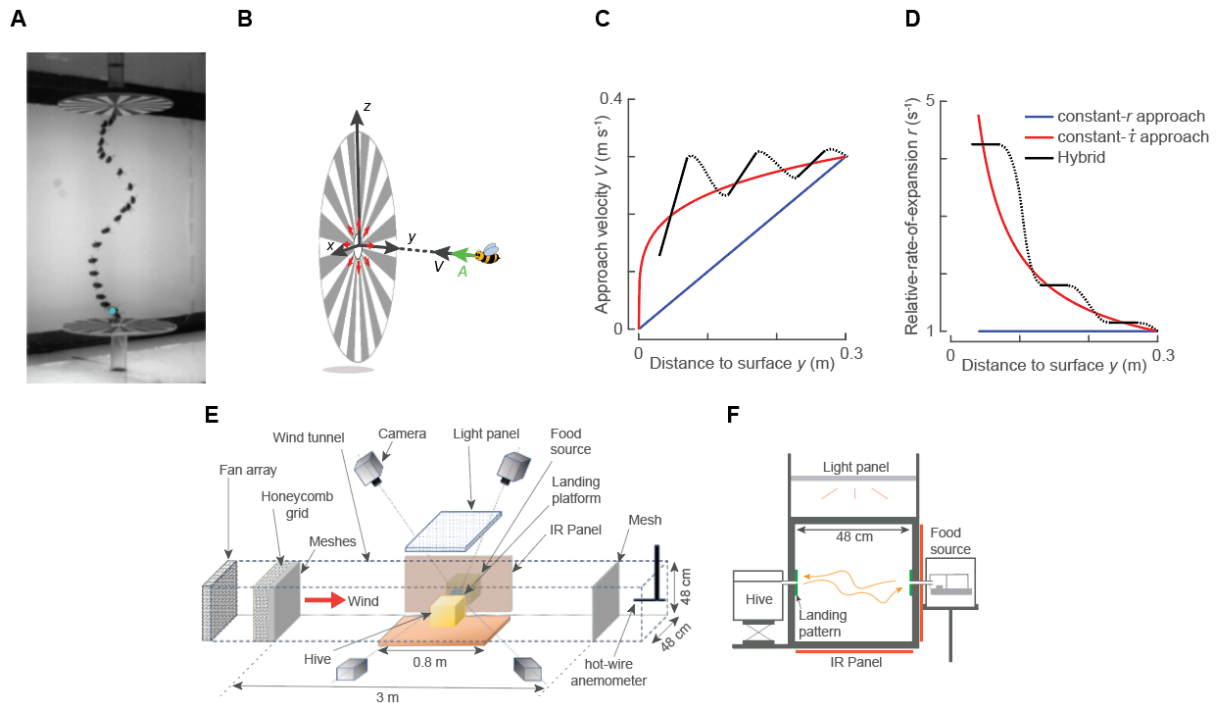 A
B
z
x
y
V
A
C
0.4
Approach velocity V (m s⁻¹)
0
0
0.3
Distance to surface y (m)
D
5
Relative-rate-of-expansion r (s⁻¹)
1
constant-r approach
constant-τ̇ approach
Hybrid
0
0.3
Distance to surface y (m)
E
Fan array
Honeycomb
grid
Meshes
Wind tunnel
Camera
Light panel
Food
source
Landing
platform
IR Panel
Mesh
Wind
48 cm
48 cm
Hive
0.8 m
hot-wire
anemometer
3 m
F
Light panel
48 cm
Food
source
Hive
Landing
pattern
IR Panel